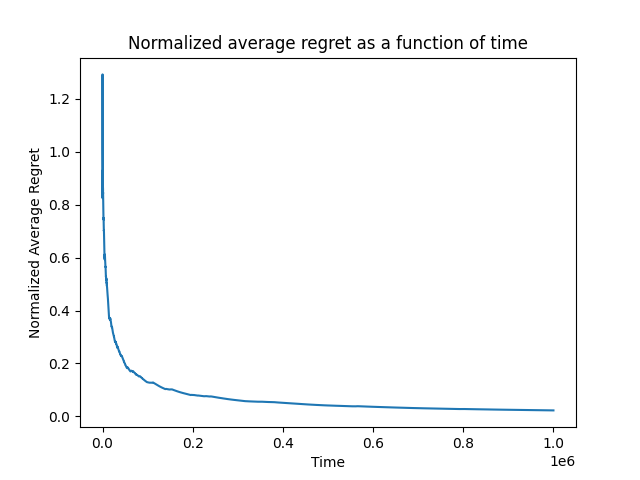 Normalized average regret as a function of time
Normalized Average Regret
1.2
1.0
0.8
0.6
0.4
0.2
0.0
0.0 0.2 0.4 0.6 0.8 1.0
1e6
Time